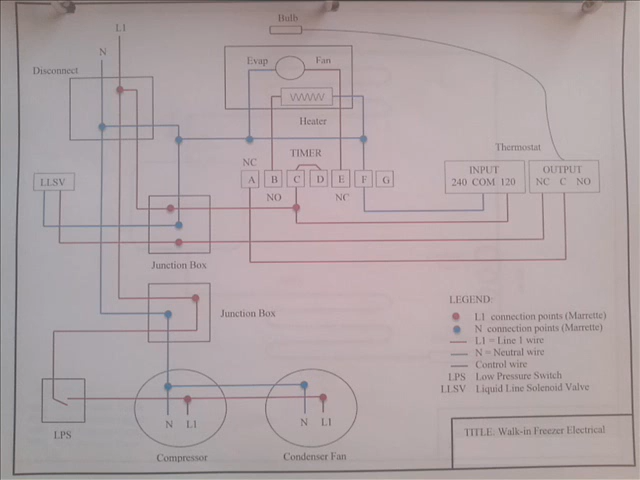 Bulb
L1
N
Disconnect
Evap Fan
Heater
Thermostat
NC
TIMER
A B C D E F G
NO NC
INPUT
240 COM 120
OUTPUT
NC C NO
LLSV
Junction Box
Junction Box
LEGEND:
L1 connection points (Marrette)
N connection points (Marrette)
L1 = Line 1 wire
N = Neutral wire
Control wire
LPS Low Pressure Switch
LLSV Liquid Line Solenoid Valve
LPS
N L1
Compressor
N L1
Condenser Fan
TITLE: Walk-in Freezer Electrical